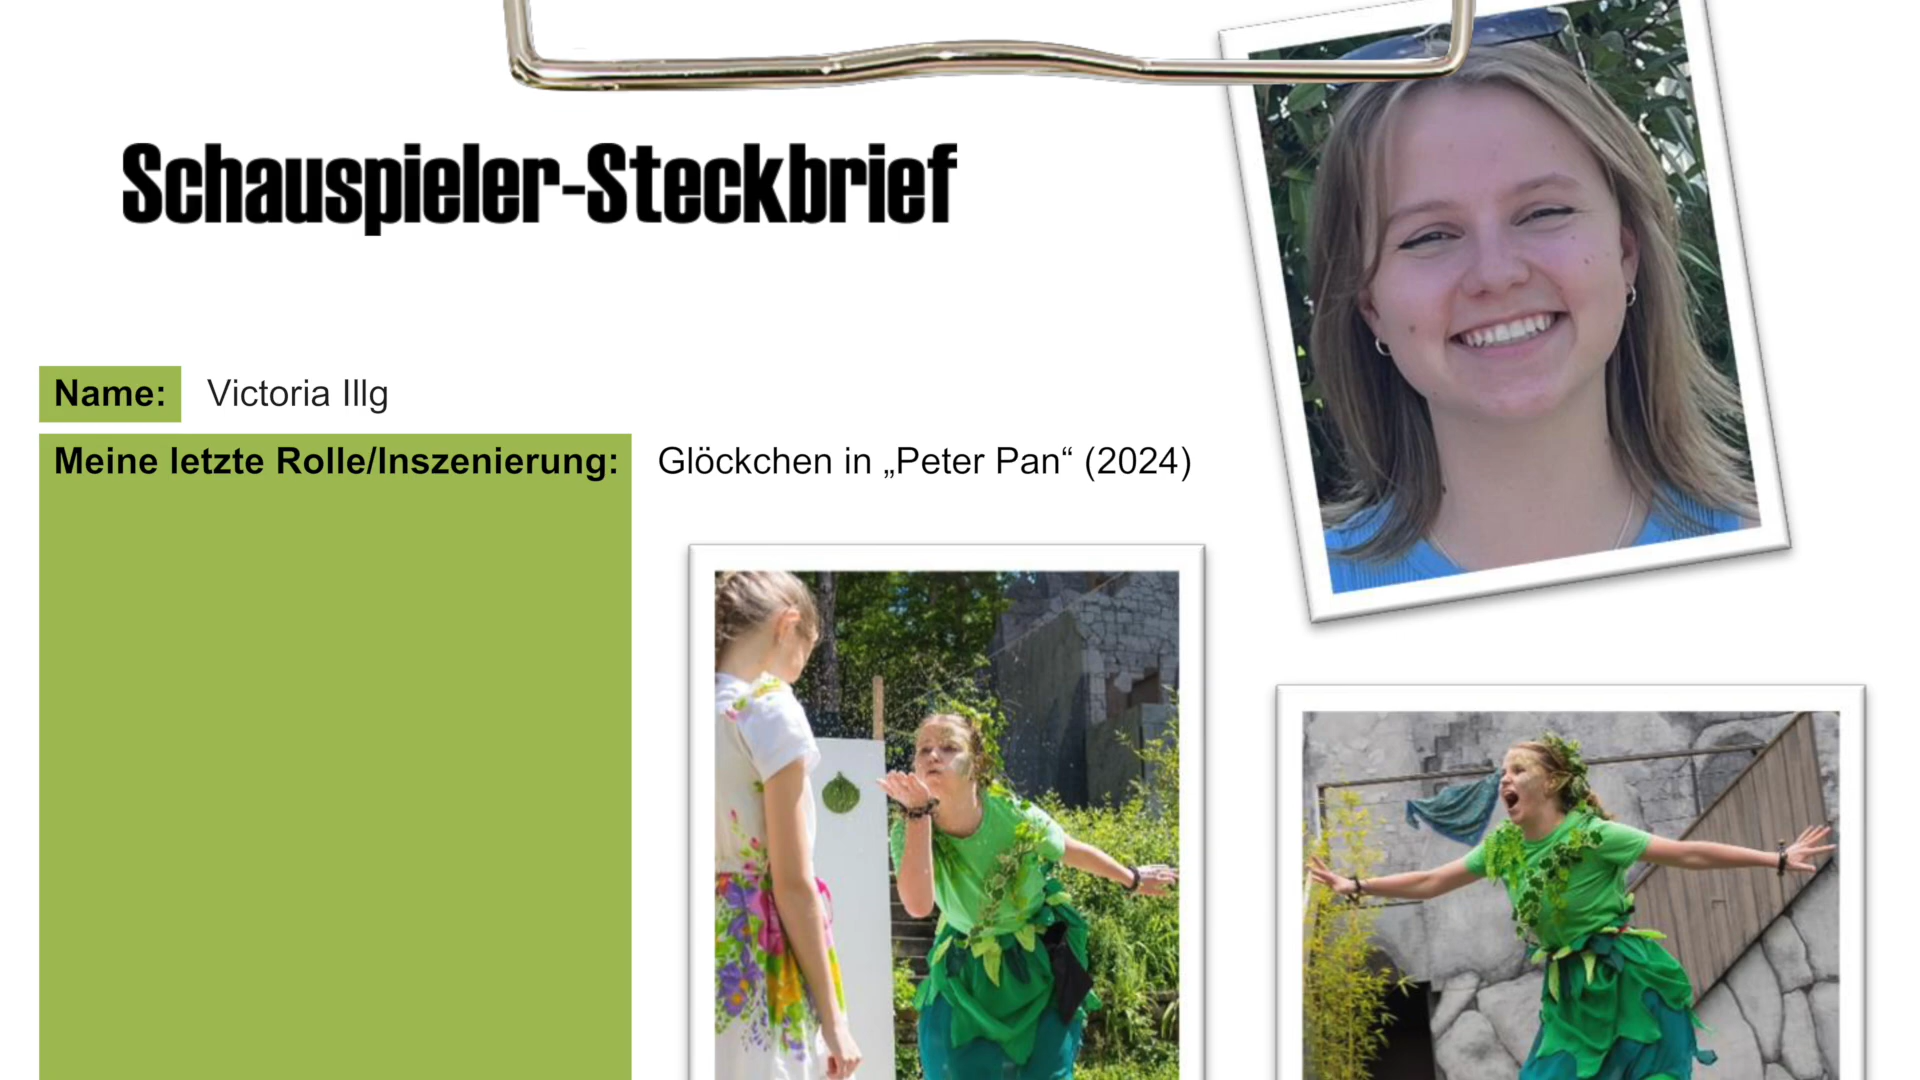 Schauspieler-Steckbrief
Name: Victoria Illg
Meine letzte Rolle/Inszenierung: Glöckchen in „Peter Pan“ (2024)